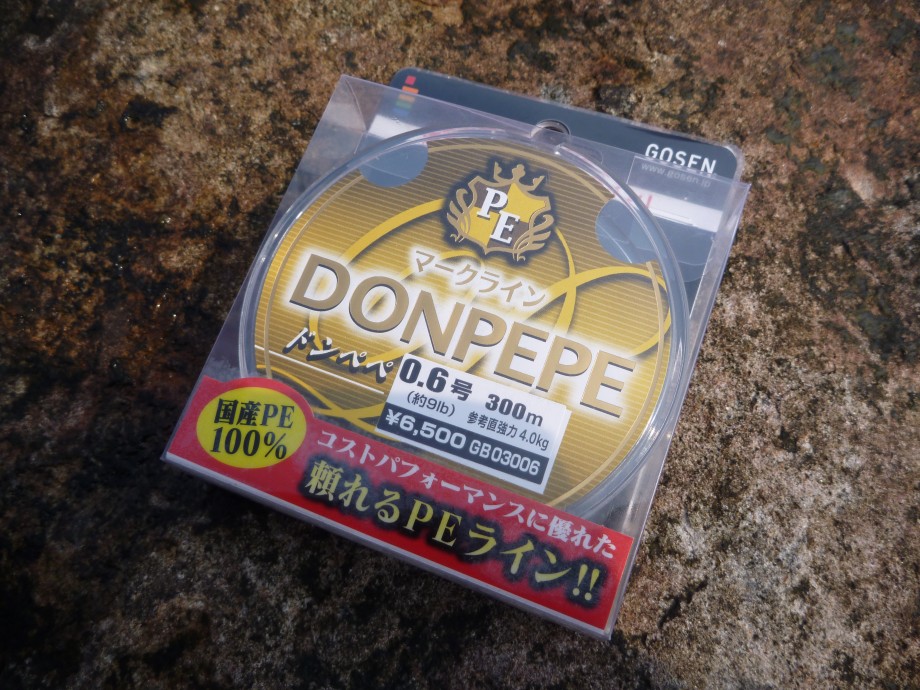 GOSEN
www.gosen.jp
PE
マークライン
DONPEPE
ドンペペ
0.6号 300m
(約9lb) 参考直強力4.0kg
¥6,500 GB03006
国産PE
100%
コストパフォーマンスに優れた
頼れるPEライン!!